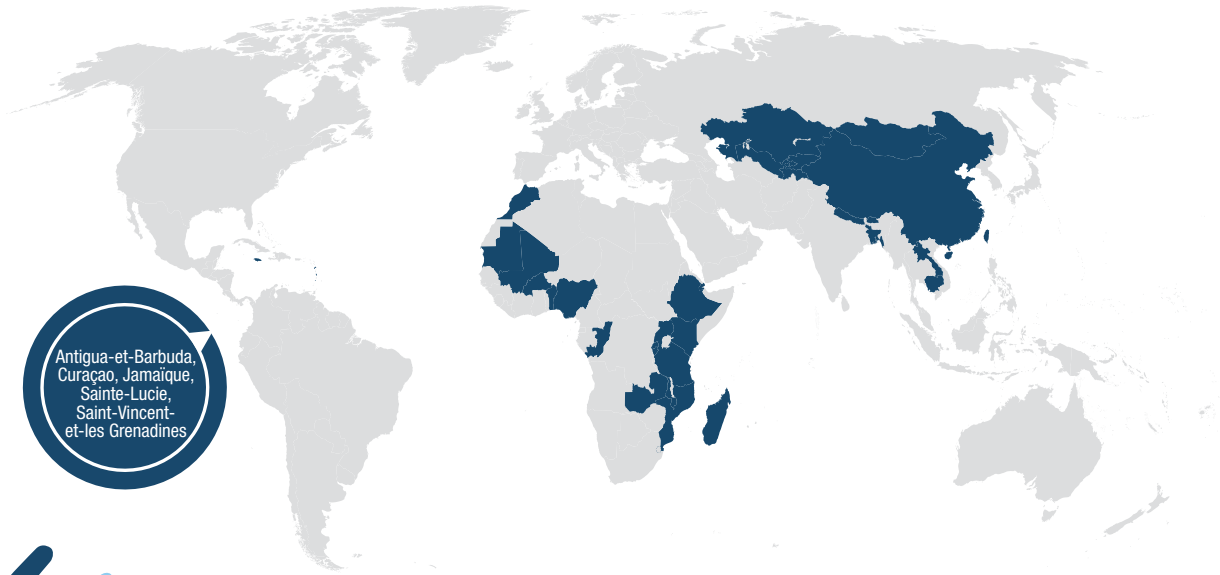 Antigua-et-Barbuda,
Curaçao, Jamaïque,
Sainte-Lucie,
Saint-Vincent-
et-les Grenadines